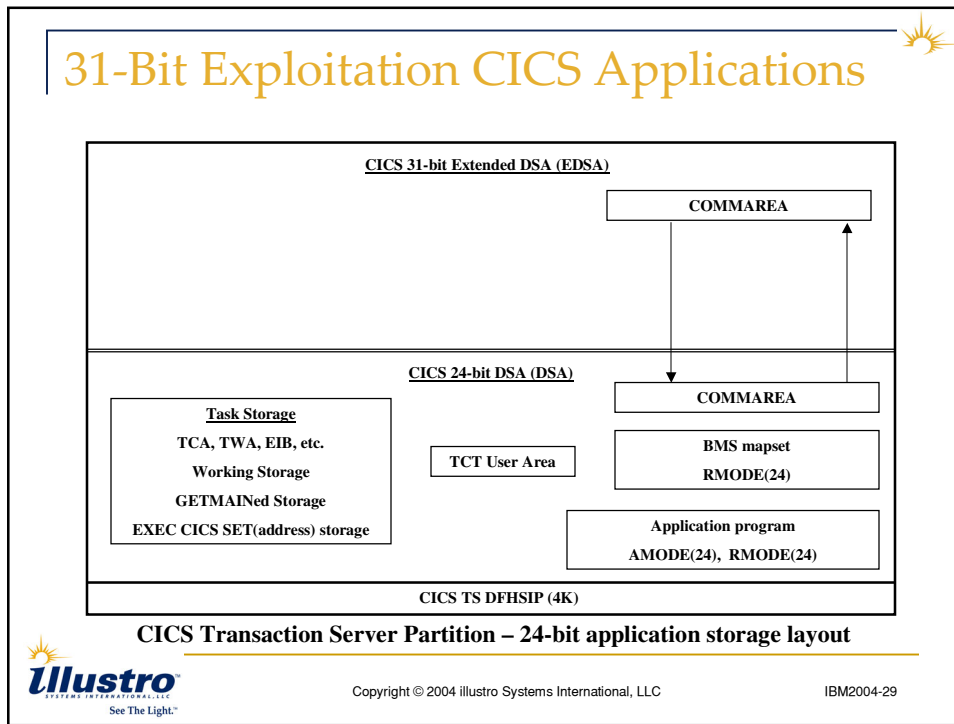 31-Bit Exploitation CICS Applications
CICS 31-bit Extended DSA (EDSA)
COMMAREA
CICS 24-bit DSA (DSA)
COMMAREA
Task Storage
TCA, TWA, EIB, etc.
Working Storage
GETMAINed Storage
EXEC CICS SET(address) storage
TCT User Area
BMS mapset
RMODE(24)
Application program
AMODE(24), RMODE(24)
CICS TS DFHSIP (4K)
CICS Transaction Server Partition – 24-bit application storage layout
illustro
SYSTEMS INTERNATIONAL, LLC
See The Light.™
Copyright © 2004 illustro Systems International, LLC
IBM2004-29